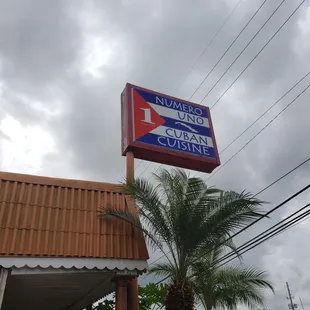 NUMERO
UNO
1
CUBAN
CUISINE